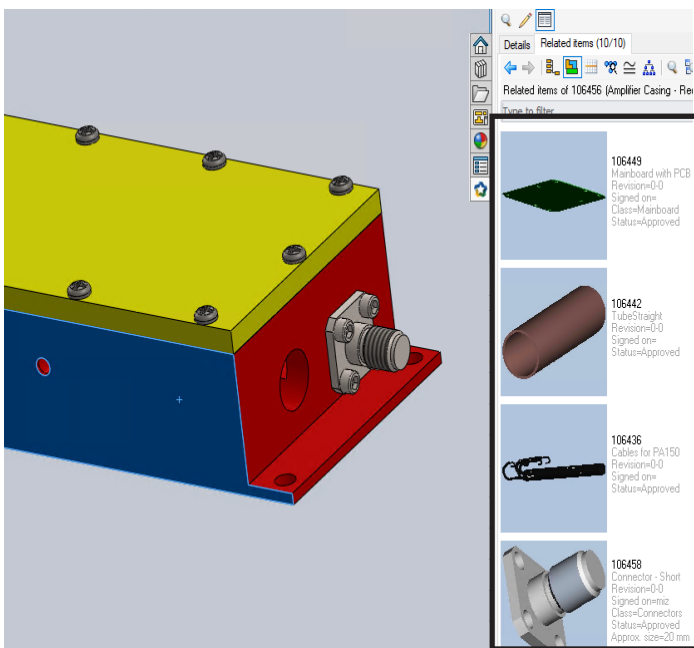 Details
Related items (10/10)
Related items of 106456 (Amplifier Casing - Rec
Type to filter
106449
Mainboard with PCB
Revision=0-0
Signed on=
Class=Mainboard
Status=Approved
106442
TubeStraight
Revision=0-0
Signed on=
Status=Approved
106436
Cables for PA150
Revision=0-0
Signed on=
Status=Approved
106458
Connector - Short
Revision=0-0
Signed on=miz
Class=Connectors
Status=Approved
Approx. size=20 mm